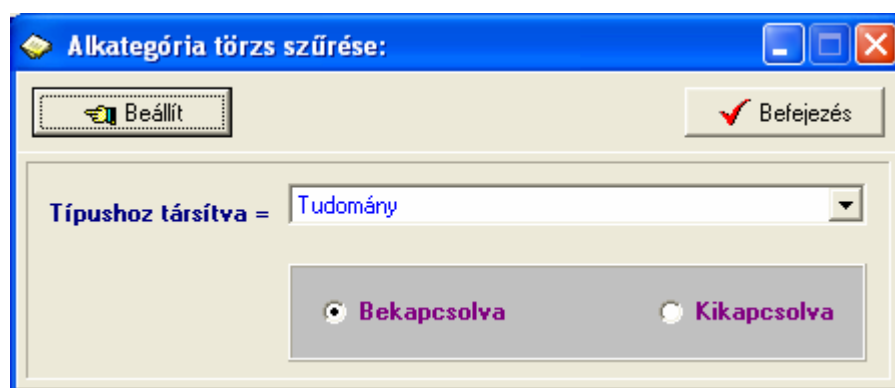 Alkategória törzs szűrése:
Beállít
Befejezés
Típushoz társítva =
Tudomány
Bekapcsolva
Kikapcsolva